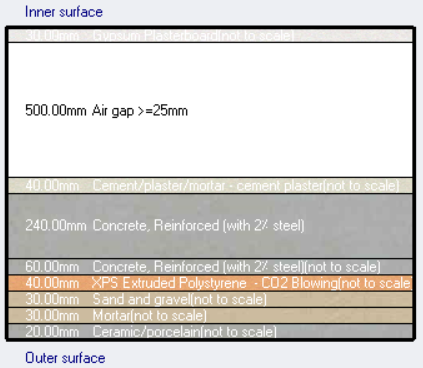 Inner surface
30.00mm Gypsum Plasterboard(not to scale)
500.00mm Air gap >=25mm
40.00mm Cement/plaster/mortar - cement plaster(not to scale)
240.00mm Concrete, Reinforced (with 2% steel)
60.00mm Concrete, Reinforced (with 2% steel)(not to scale)
40.00mm XPS Extruded Polystyrene - CO2 Blowing(not to scale
30.00mm Sand and gravel(not to scale)
30.00mm Mortar(not to scale)
20.00mm Ceramic/porcelain(not to scale)
Outer surface